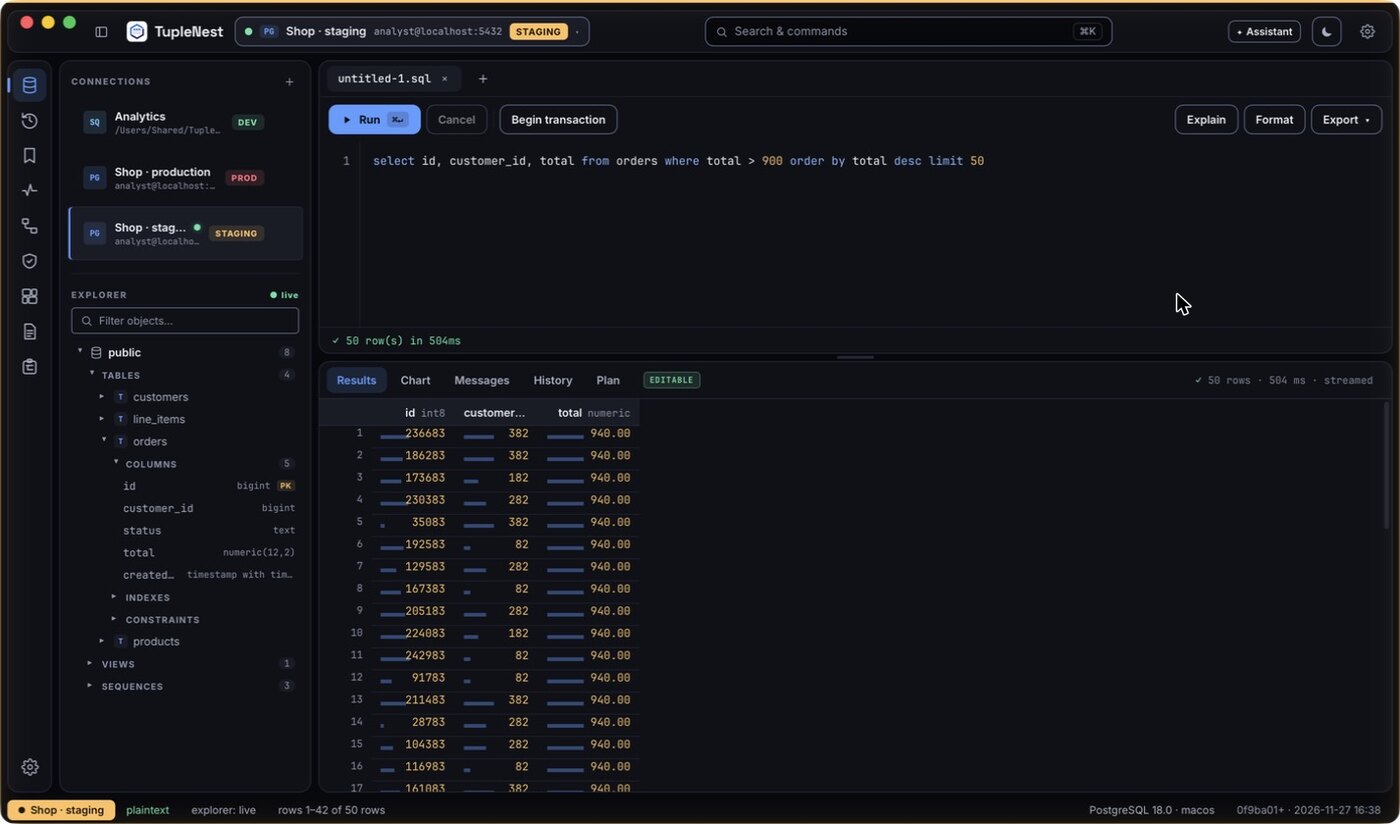 TupleNest PG Shop · staging analyst@localhost:5432 STAGING Search & commands ⌘K Assistant
CONNECTIONS +
SQ Analytics DEV
/Users/Shared/Tuple…
PG Shop · production PROD
analyst@localhost:…
PG Shop · stag… STAGING
analyst@localho…
EXPLORER live
Filter objects...
public 8
TABLES 4
T customers
T line_items
T orders
COLUMNS 5
id bigint PK
customer_id bigint
status text
total numeric(12,2)
created… timestamp with tim…
INDEXES
CONSTRAINTS
T products
VIEWS 1
SEQUENCES 3
untitled-1.sql × +
Run ⌘↵ Cancel Begin transaction Explain Format Export
1 select id, customer_id, total from orders where total > 900 order by total desc limit 50
✓ 50 row(s) in 504ms
Results Chart Messages History Plan EDITABLE ✓ 50 rows · 504 ms · streamed
id int8 customer… total numeric
1 236683 382 940.00
2 186283 382 940.00
3 173683 182 940.00
4 230383 282 940.00
5 35083 382 940.00
6 192583 82 940.00
7 129583 282 940.00
8 167383 82 940.00
9 205183 282 940.00
10 224083 182 940.00
11 242983 82 940.00
12 91783 82 940.00
13 211483 382 940.00
14 28783 282 940.00
15 104383 282 940.00
16 116983 82 940.00
17 161083 382 940.00
Shop · staging plaintext explorer: live rows 1–42 of 50 rows PostgreSQL 18.0 · macos 0f9ba01+ · 2026-11-27 16:38